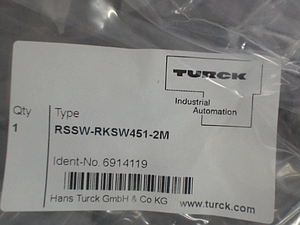 TURCK
Industrial
Automation
Qty
Type
1
RSSW-RKSW451-2M
Ident-No. 6914119
Hans Turck GmbH & Co KG
www.turck.com